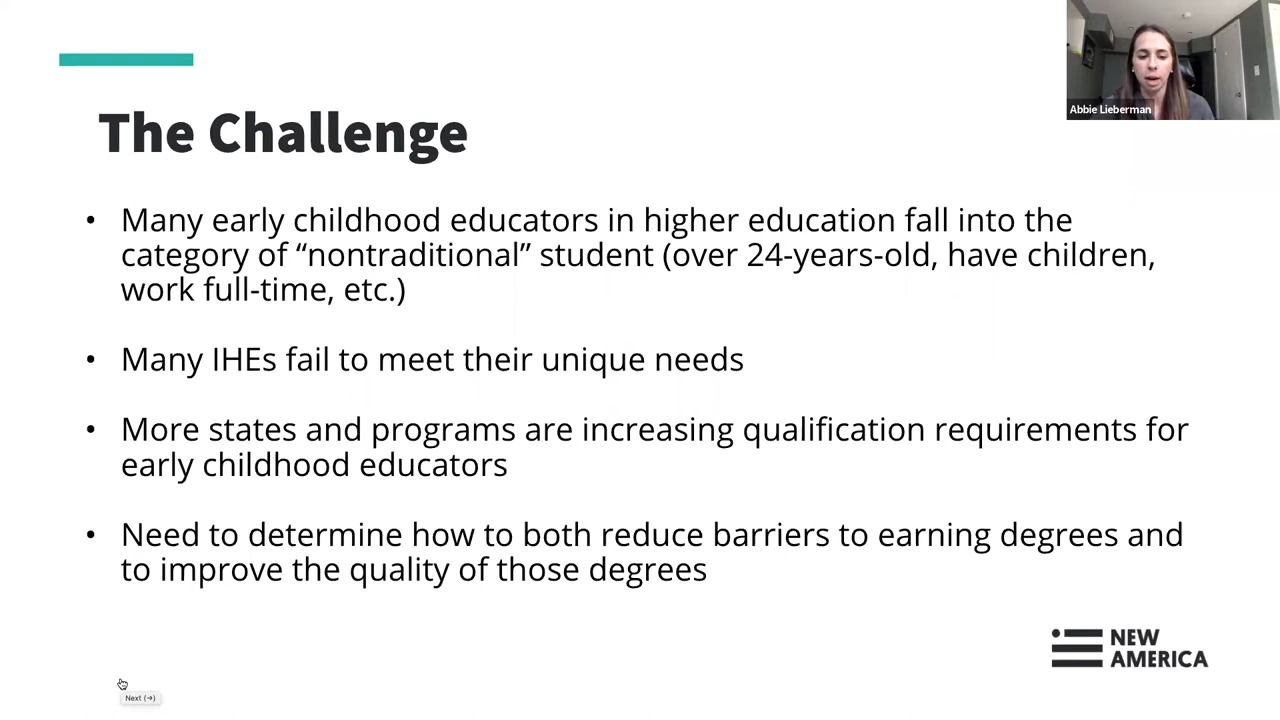 Abbie Lieberman
The Challenge
• Many early childhood educators in higher education fall into the
category of “nontraditional” student (over 24-years-old, have children,
work full-time, etc.)
• Many IHEs fail to meet their unique needs
• More states and programs are increasing qualification requirements for
early childhood educators
• Need to determine how to both reduce barriers to earning degrees and
to improve the quality of those degrees
NEW
AMERICA
Next (→)